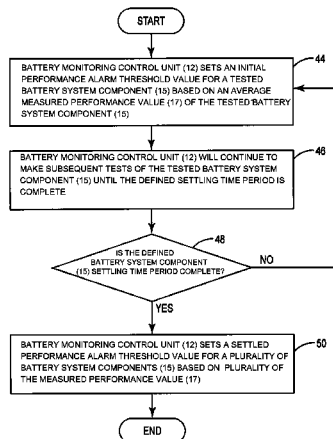 START
44
BATTERY MONITORING CONTROL UNIT (12) SETS AN INITIAL
PERFORMANCE ALARM THRESHOLD VALUE FOR A TESTED
BATTERY SYSTEM COMPONENT (15) BASED ON AN AVERAGE
MEASURED PERFORMANCE VALUE (17) OF THE TESTED BATTERY
SYSTEM COMPONENT (15)
46
BATTERY MONITORING CONTROL UNIT (12) WILL CONTINUE TO
MAKE SUBSEQUENT TESTS OF THE TESTED BATTERY SYSTEM
COMPONENT (15) UNTIL THE DEFINED SETTLING TIME PERIOD IS
COMPLETE
48
IS THE DEFINED
BATTERY SYSTEM COMPONENT
(15) SETTLING TIME PERIOD COMPLETE?
NO
YES
50
BATTERY MONITORING CONTROL UNIT (12) SETS A SETTLED
PERFORMANCE ALARM THRESHOLD VALUE FOR A PLURALITY OF
BATTERY SYSTEM COMPONENTS (15) BASED ON PLURALITY
OF THE MEASURED PERFORMANCE VALUE (17)
END